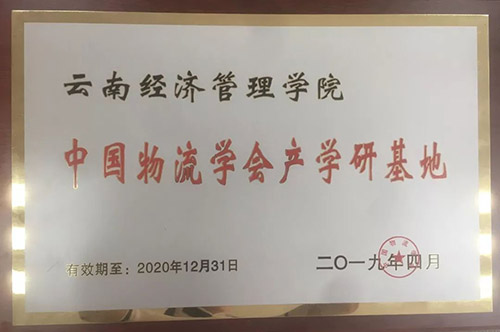 云南经济管理学院
中国物流学会产学研基地
有效期至：2020年12月31日
二〇一九年四月